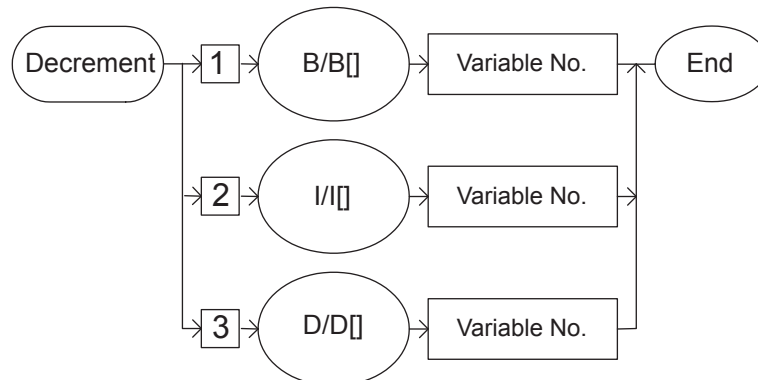 Decrement
1
B/B[]
Variable No.
End
2
I/I[]
Variable No.
3
D/D[]
Variable No.